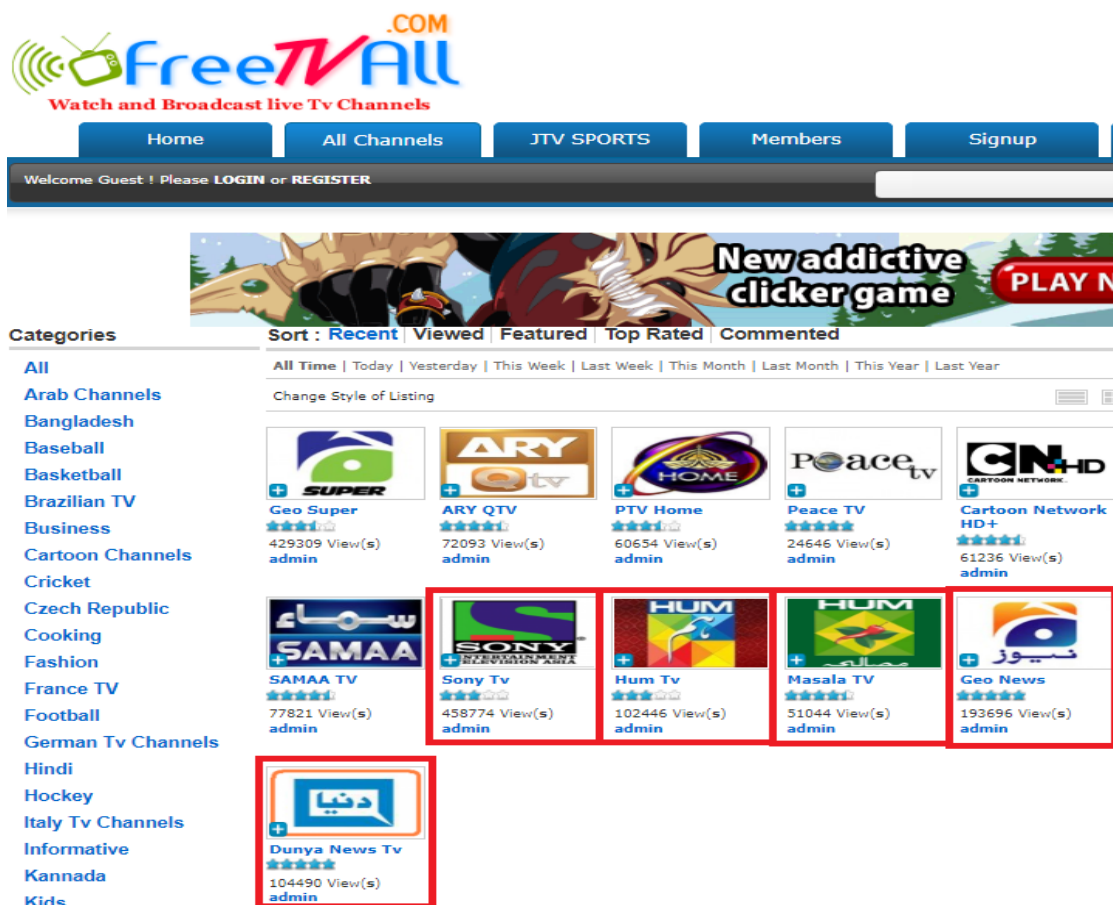 .COM
FreeTVAll
Watch and Broadcast live Tv Channels
Home All Channels JTV SPORTS Members Signup
Welcome Guest ! Please LOGIN or REGISTER
New addictive
clicker game
PLAY N
Categories
All
Arab Channels
Bangladesh
Baseball
Basketball
Brazilian TV
Business
Cartoon Channels
Cricket
Czech Republic
Cooking
Fashion
France TV
Football
German Tv Channels
Hindi
Hockey
Italy Tv Channels
Informative
Kannada
Kids
Sort : Recent | Viewed | Featured | Top Rated | Commented
All Time | Today | Yesterday | This Week | Last Week | This Month | Last Month | This Year | Last Year
Change Style of Listing
SUPER
Geo Super
429309 View(s)
admin
ARY
Qtv
ARY QTV
72093 View(s)
admin
HOME
PTV Home
60654 View(s)
admin
Peace tv
Peace TV
24646 View(s)
admin
CN HD
CARTOON NETWORK
Cartoon Network
HD+
61236 View(s)
admin
سماء
SAMAA
SAMAA TV
77821 View(s)
admin
SONY
ENTERTAINMENT
TELEVISION ASIA
Sony Tv
458774 View(s)
admin
HUM
ہم
Hum Tv
102446 View(s)
admin
HUM
مصالحہ
Masala TV
51044 View(s)
admin
نیوز
Geo News
193696 View(s)
admin
دنیا
Dunya News Tv
104490 View(s)
admin